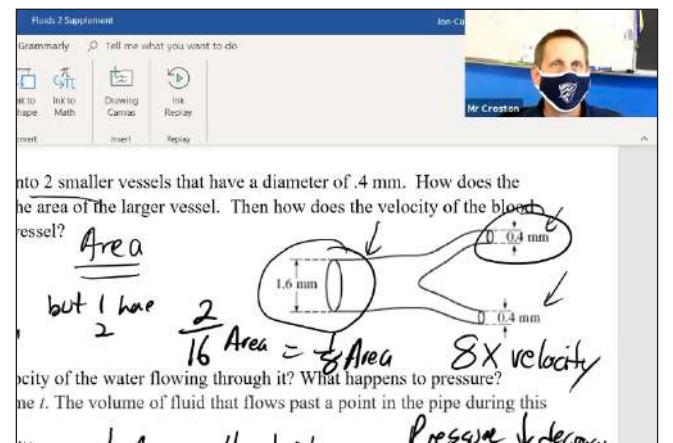 Fluids 2 Supplement
Jon-Cu
Grammarly
Tell me what you want to do
Ink to
Math
Drawing
Canvas
Ink
Replay
Insert
Replay
Mr Croston
nto 2 smaller vessels that have a diameter of .4 mm. How does the
he area of the larger vessel. Then how does the velocity of the blood
essel?
Area
0.4 mm
1.6 mm
but I have
2
2/16 Area = 1/8 Area
0.4 mm
8X velocity
ocity of the water flowing through it? What happens to pressure?
me t. The volume of fluid that flows past a point in the pipe during this
Pressure